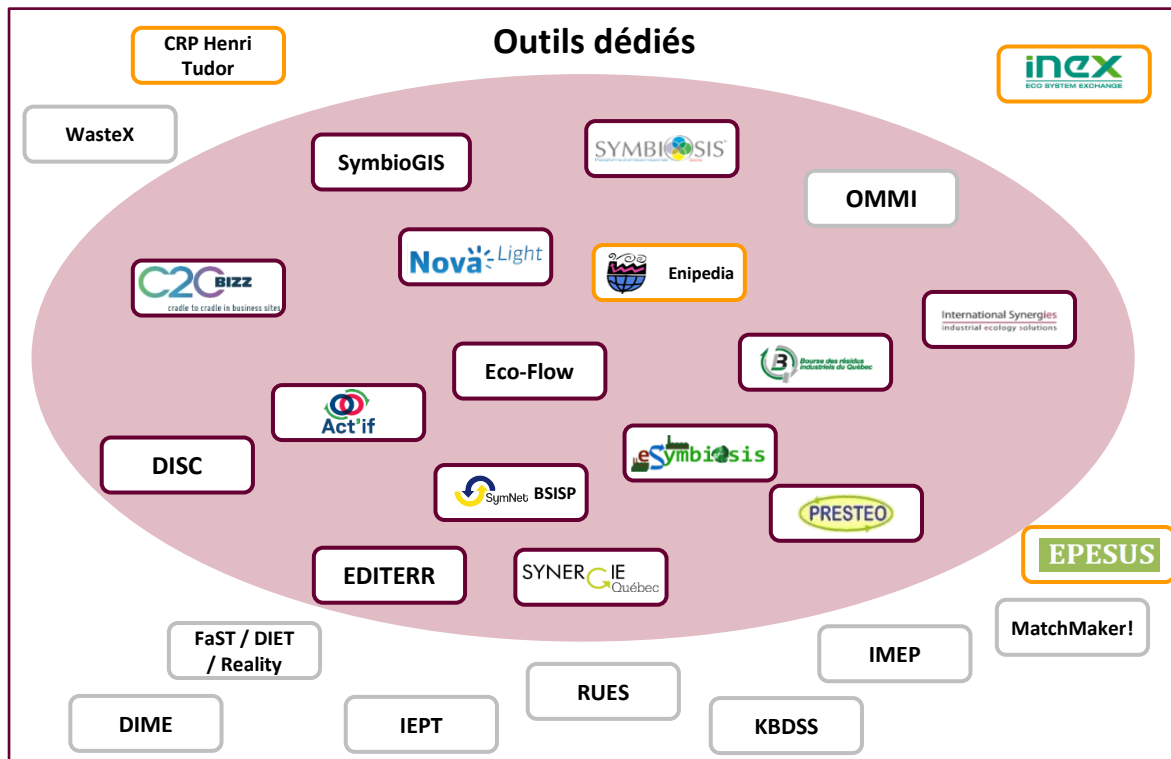 Outils dédiés
CRP Henri
Tudor
inex
ECO SYSTEM EXCHANGE
WasteX
SymbioGIS
SYMBIOSIS
OMMI
Nova Light
Enipedia
C2C BIZZ
cradle to cradle in business sites
International Synergies
industrial ecology solutions
Eco-Flow
B
Bourse des résidus
industriels du Québec
Act'if
DISC
eSymbiosis
SymNet BSISP
PRESTEO
EPESUS
EDITERR
SYNERGIE
Québec
MatchMaker!
FaST / DIET
/ Reality
IMEP
RUES
DIME
IEPT
KBDSS